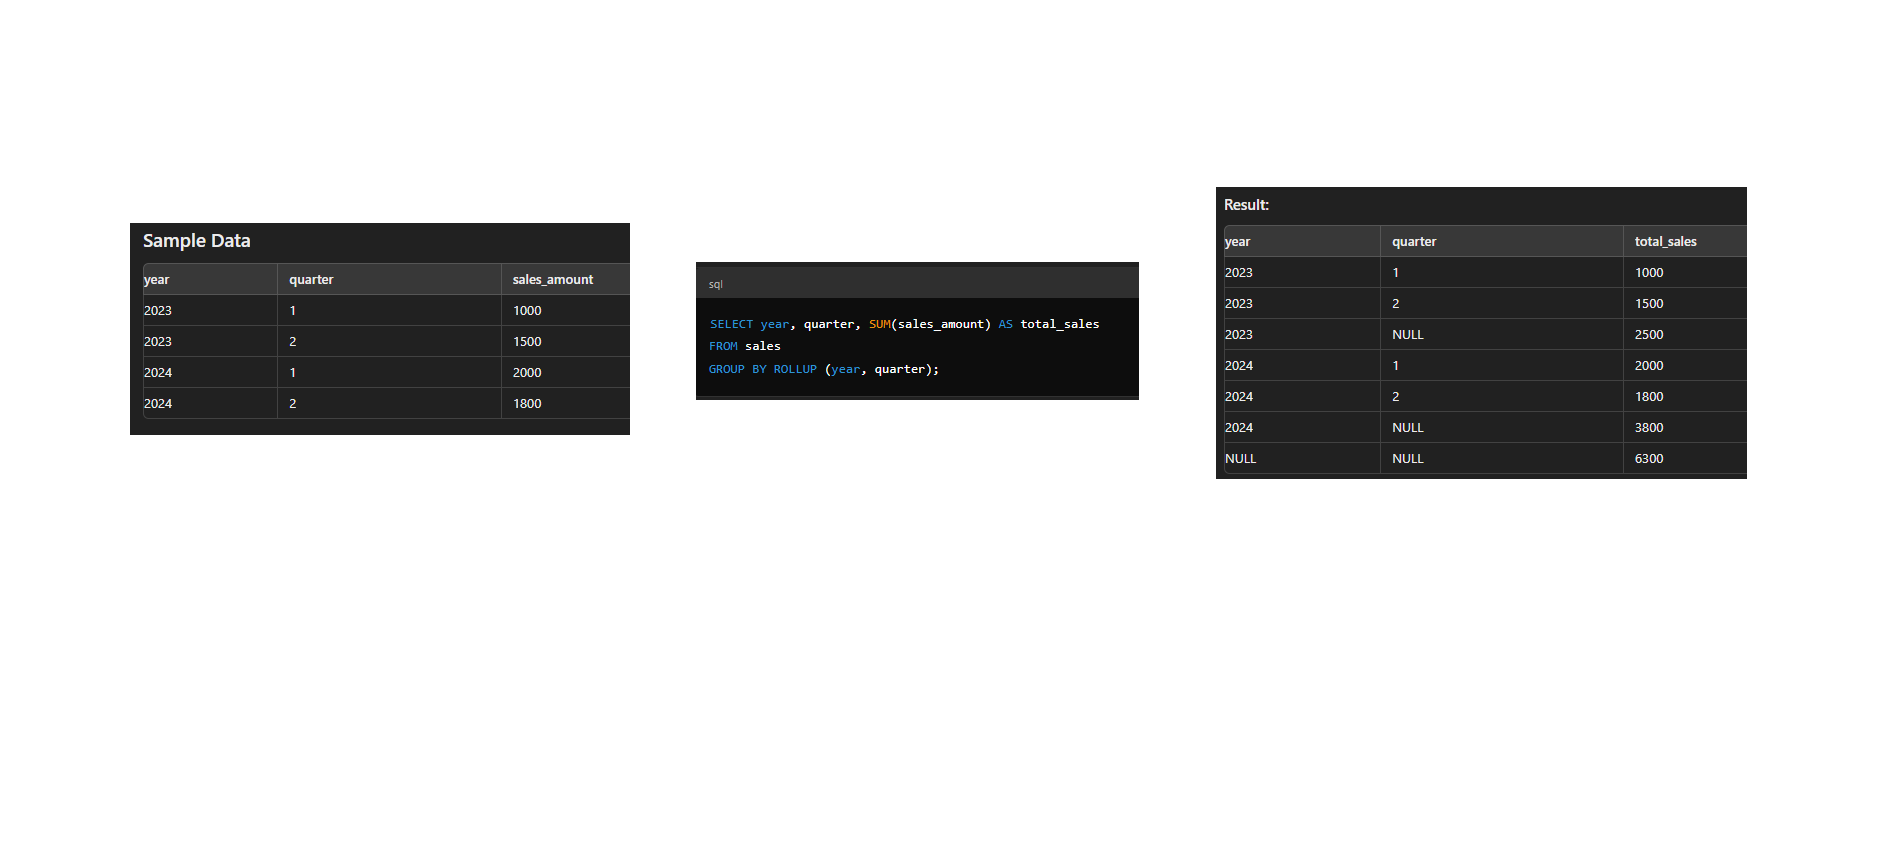 Sample Data
year quarter sales_amount
2023 1 1000
2023 2 1500
2024 1 2000
2024 2 1800
sql
SELECT year, quarter, SUM(sales_amount) AS total_sales
FROM sales
GROUP BY ROLLUP (year, quarter);
Result:
year quarter total_sales
2023 1 1000
2023 2 1500
2023 NULL 2500
2024 1 2000
2024 2 1800
2024 NULL 3800
NULL NULL 6300